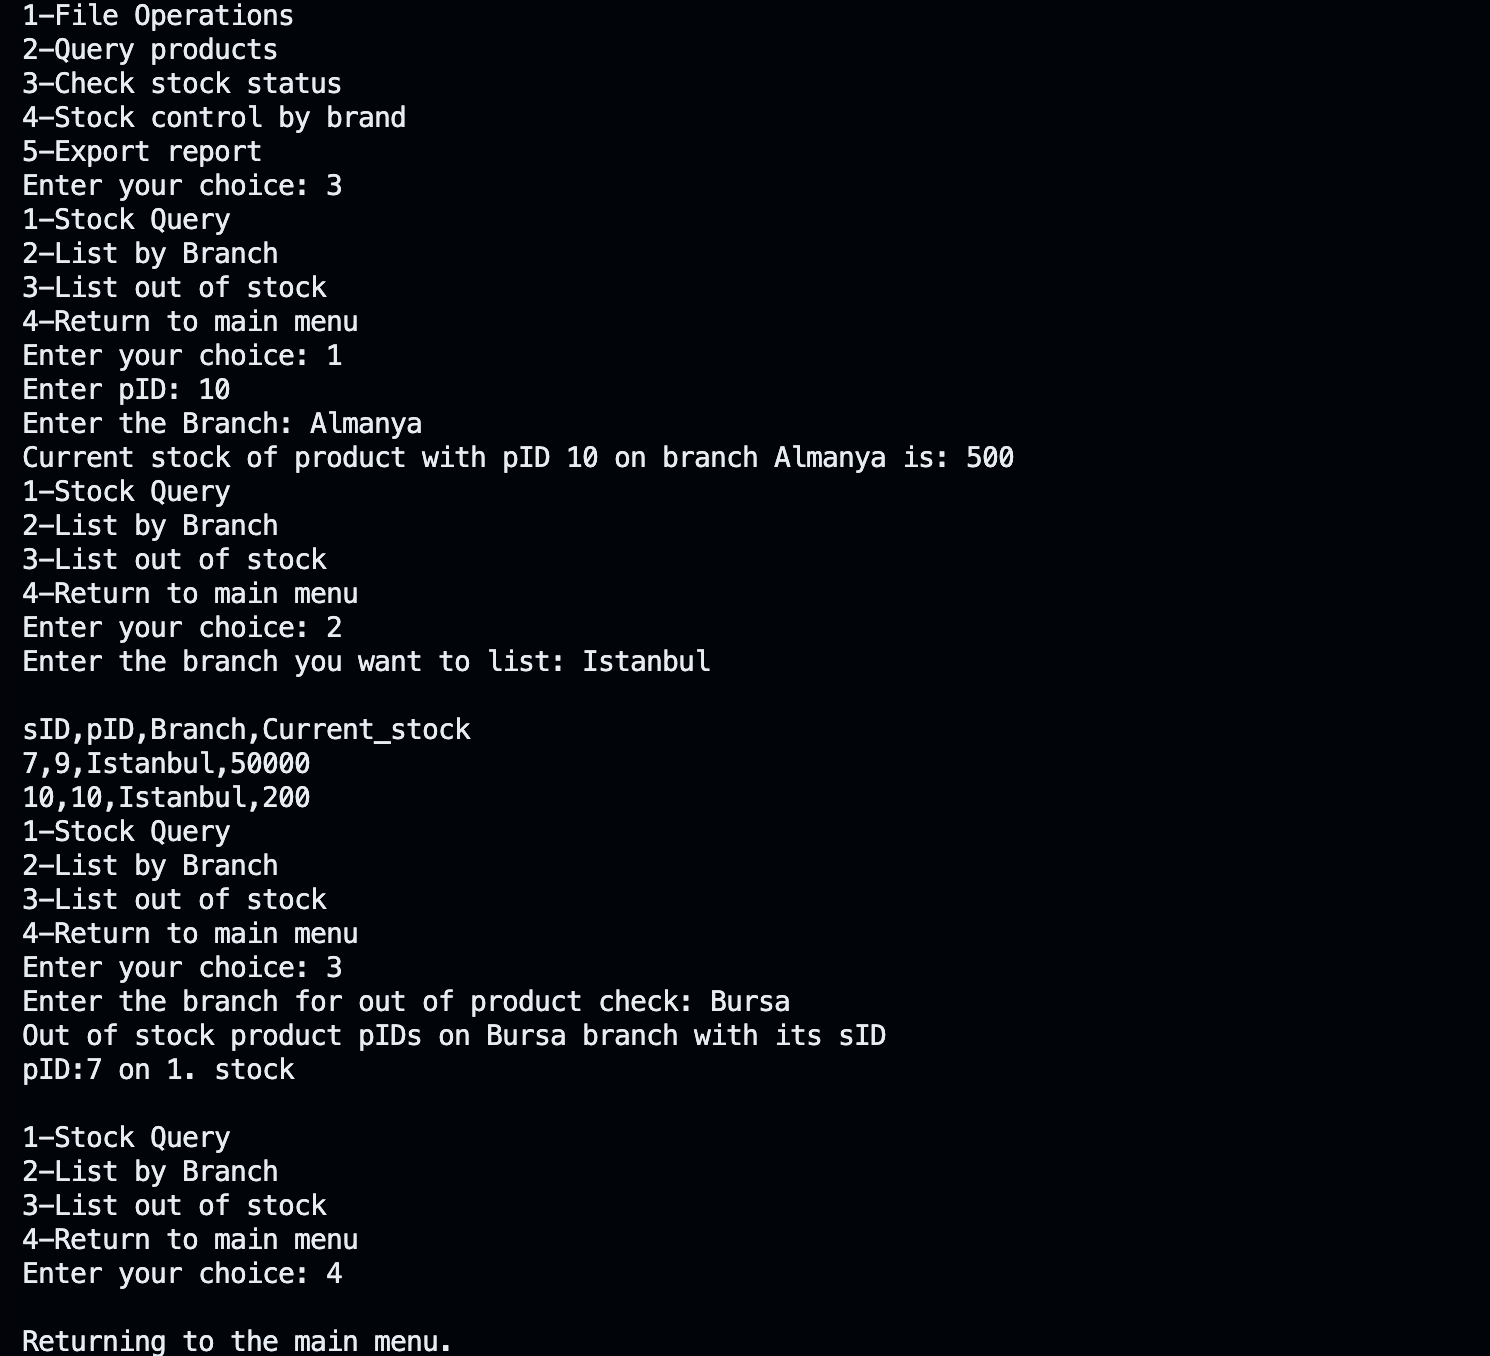 1-File Operations
2-Query products
3-Check stock status
4-Stock control by brand
5-Export report
Enter your choice: 3
1-Stock Query
2-List by Branch
3-List out of stock
4-Return to main menu
Enter your choice: 1
Enter pID: 10
Enter the Branch: Almanya
Current stock of product with pID 10 on branch Almanya is: 500
1-Stock Query
2-List by Branch
3-List out of stock
4-Return to main menu
Enter your choice: 2
Enter the branch you want to list: Istanbul

sID,pID,Branch,Current_stock
7,9,Istanbul,50000
10,10,Istanbul,200
1-Stock Query
2-List by Branch
3-List out of stock
4-Return to main menu
Enter your choice: 3
Enter the branch for out of product check: Bursa
Out of stock product pIDs on Bursa branch with its sID
pID:7 on 1. stock

1-Stock Query
2-List by Branch
3-List out of stock
4-Return to main menu
Enter your choice: 4

Returning to the main menu.